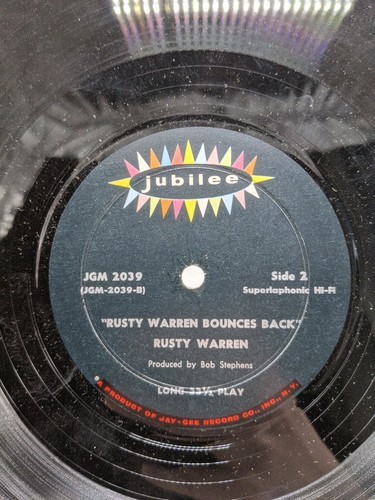 jubilee
JGM 2039
Side 2
(JGM-2039-B)
Superlaphonic Hi-Fi
"RUSTY WARREN BOUNCES BACK"
RUSTY WARREN
Produced by Bob Stephens
LONG 33⅓ PLAY
A PRODUCT OF JAY-GEE RECORD CO., INC., N. Y.